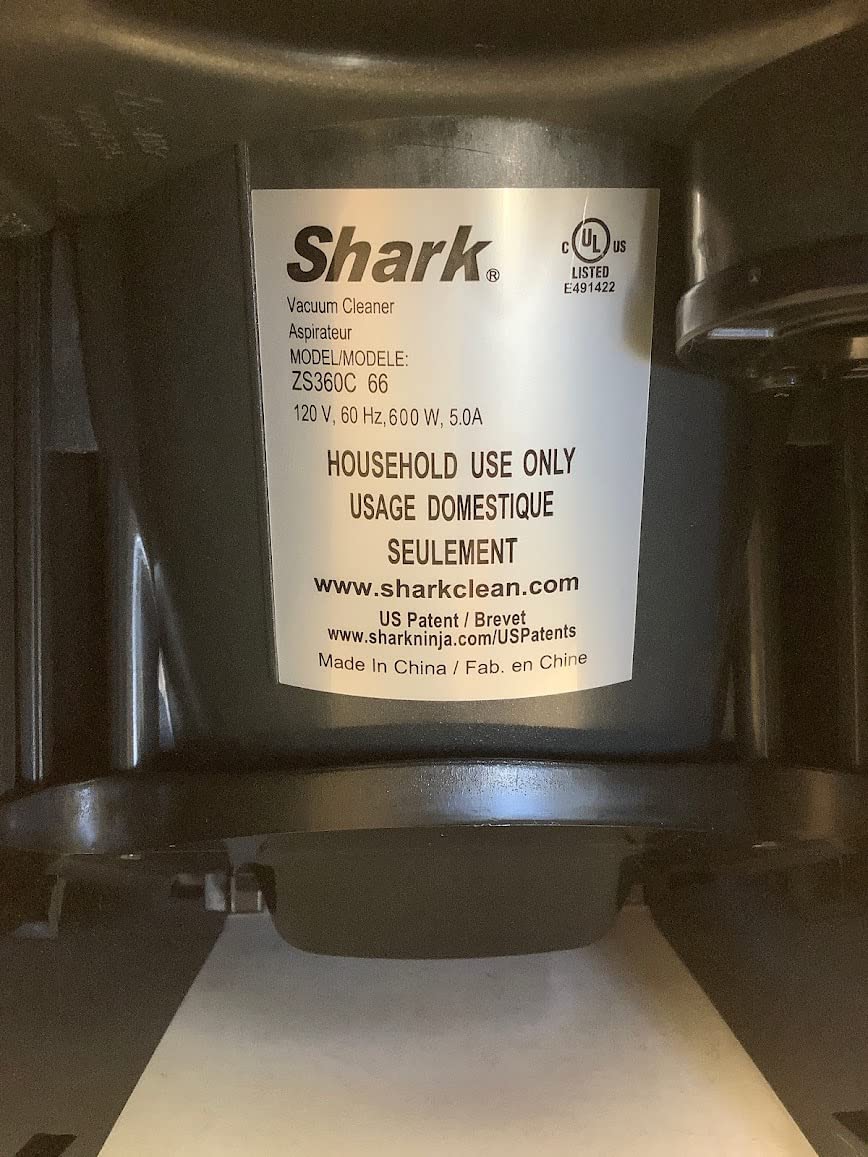 Shark®
Vacuum Cleaner
Aspirateur
MODEL/MODELE:
ZS360C 66
120 V, 60 Hz,600 W, 5.0A
C UL US
LISTED
E491422
HOUSEHOLD USE ONLY
USAGE DOMESTIQUE
SEULEMENT
www.sharkclean.com
US Patent / Brevet
www.sharkninja.com/USPatents
Made In China / Fab. en Chine